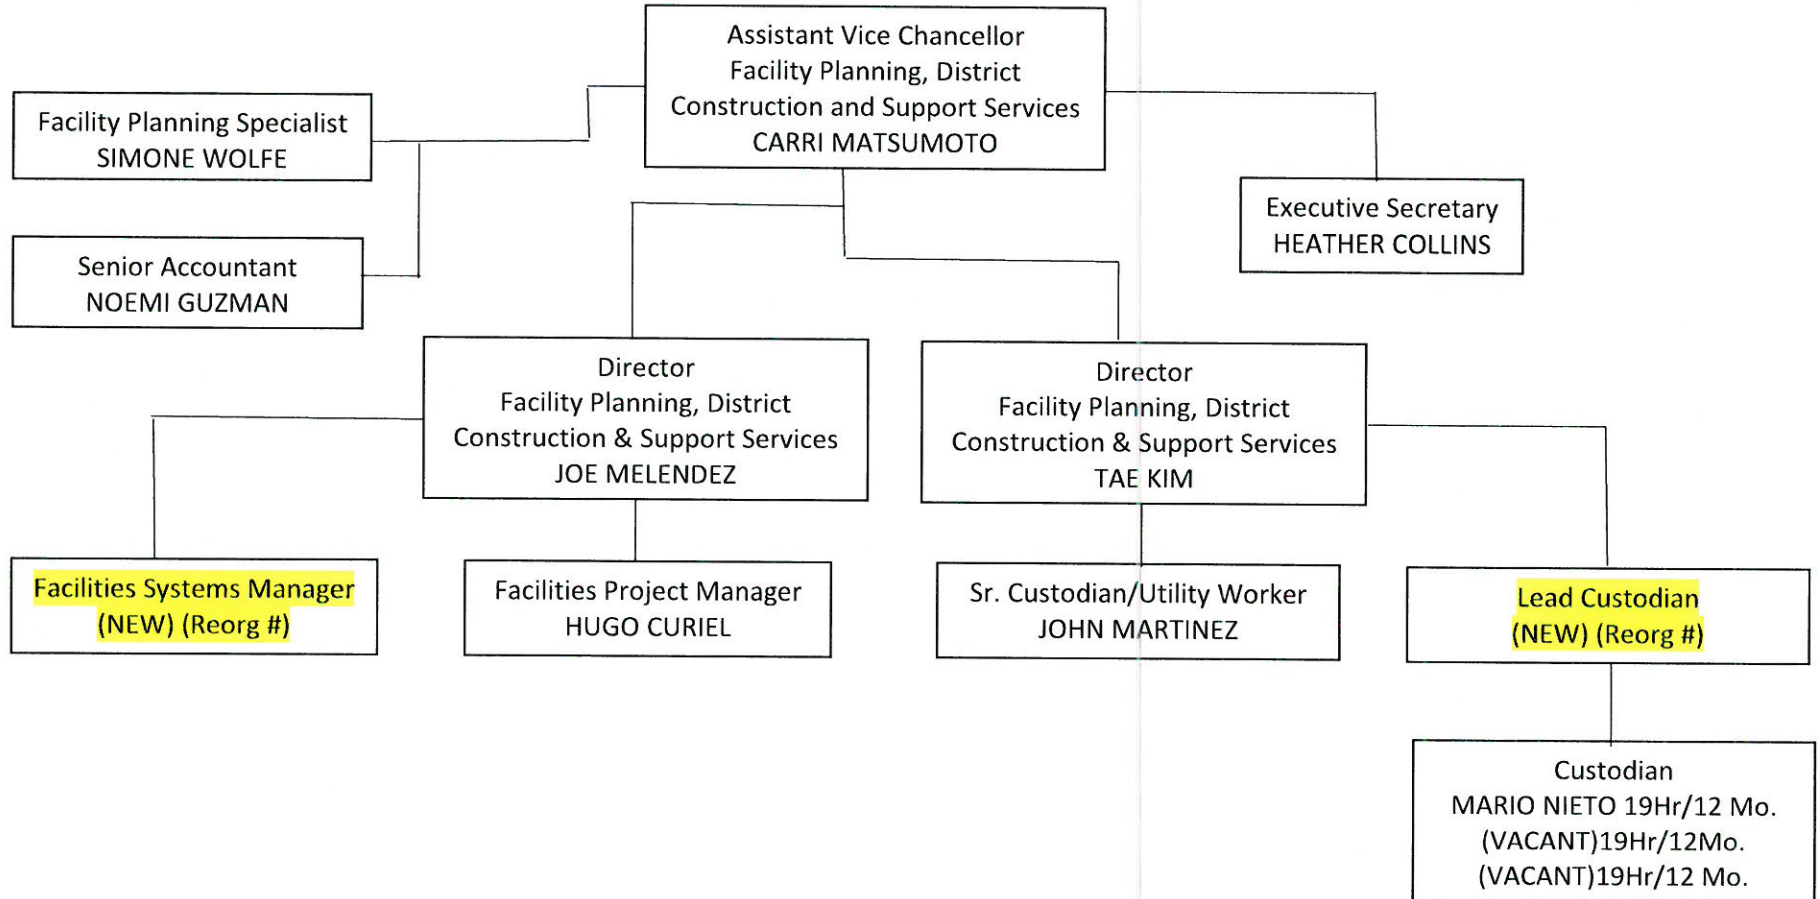 Assistant Vice Chancellor
Facility Planning, District
Construction and Support Services
CARRI MATSUMOTO
Facility Planning Specialist
SIMONE WOLFE
Executive Secretary
HEATHER COLLINS
Senior Accountant
NOEMI GUZMAN
Director
Facility Planning, District
Construction & Support Services
JOE MELENDEZ
Director
Facility Planning, District
Construction & Support Services
TAE KIM
Facilities Systems Manager
(NEW) (Reorg #)
Facilities Project Manager
HUGO CURIEL
Sr. Custodian/Utility Worker
JOHN MARTINEZ
Lead Custodian
(NEW) (Reorg #)
Custodian
MARIO NIETO 19Hr/12 Mo.
(VACANT)19Hr/12Mo.
(VACANT)19Hr/12 Mo.